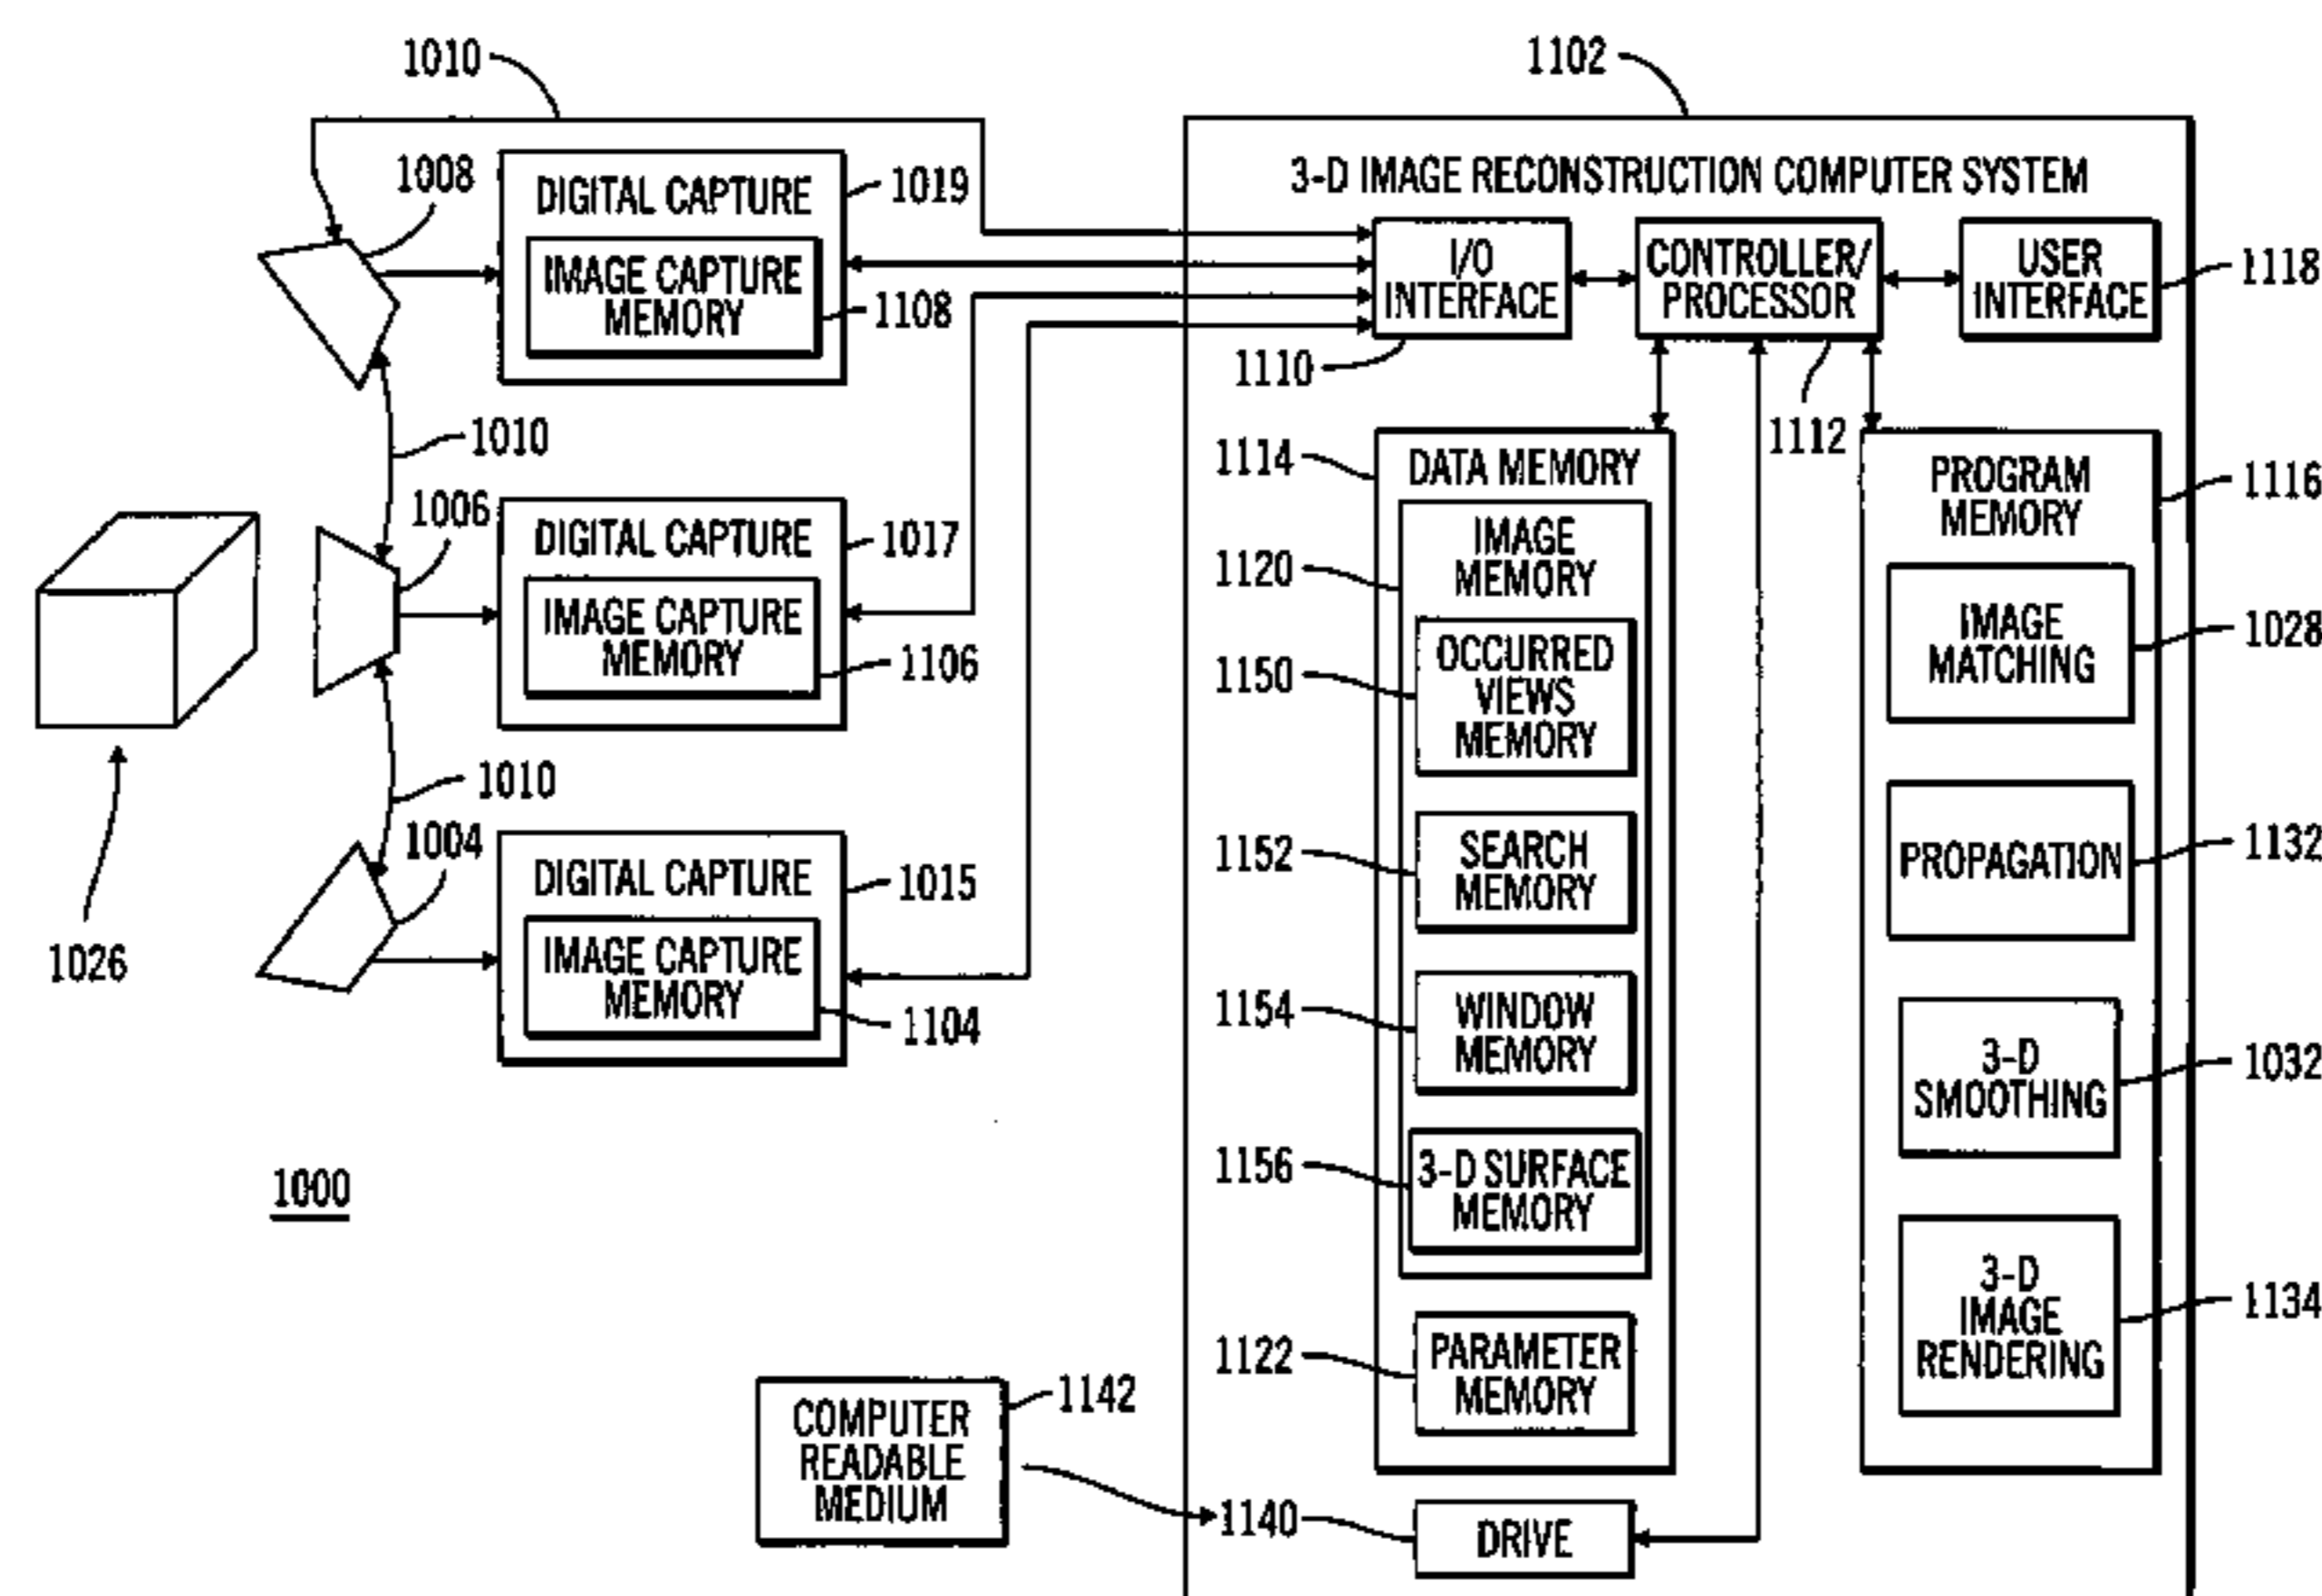 1010
1102
1008
DIGITAL CAPTURE
1019
IMAGE CAPTURE
MEMORY
1108
3-D IMAGE RECONSTRUCTION COMPUTER SYSTEM
I/O
INTERFACE
1110
CONTROLLER/
PROCESSOR
1112
USER
INTERFACE
1118
1010
1006
DIGITAL CAPTURE
1017
IMAGE CAPTURE
MEMORY
1106
1010
1004
DIGITAL CAPTURE
1015
IMAGE CAPTURE
MEMORY
1104
1026
1000
1114
DATA MEMORY
1120
IMAGE
MEMORY
1150
OCCURRED
VIEWS
MEMORY
1152
SEARCH
MEMORY
1154
WINDOW
MEMORY
1156
3-D SURFACE
MEMORY
1122
PARAMETER
MEMORY
PROGRAM
MEMORY
1116
IMAGE
MATCHING
1028
PROPAGATION
1132
3-D
SMOOTHING
1032
3-D
IMAGE
RENDERING
1134
COMPUTER
READABLE
MEDIUM
1142
1140
DRIVE